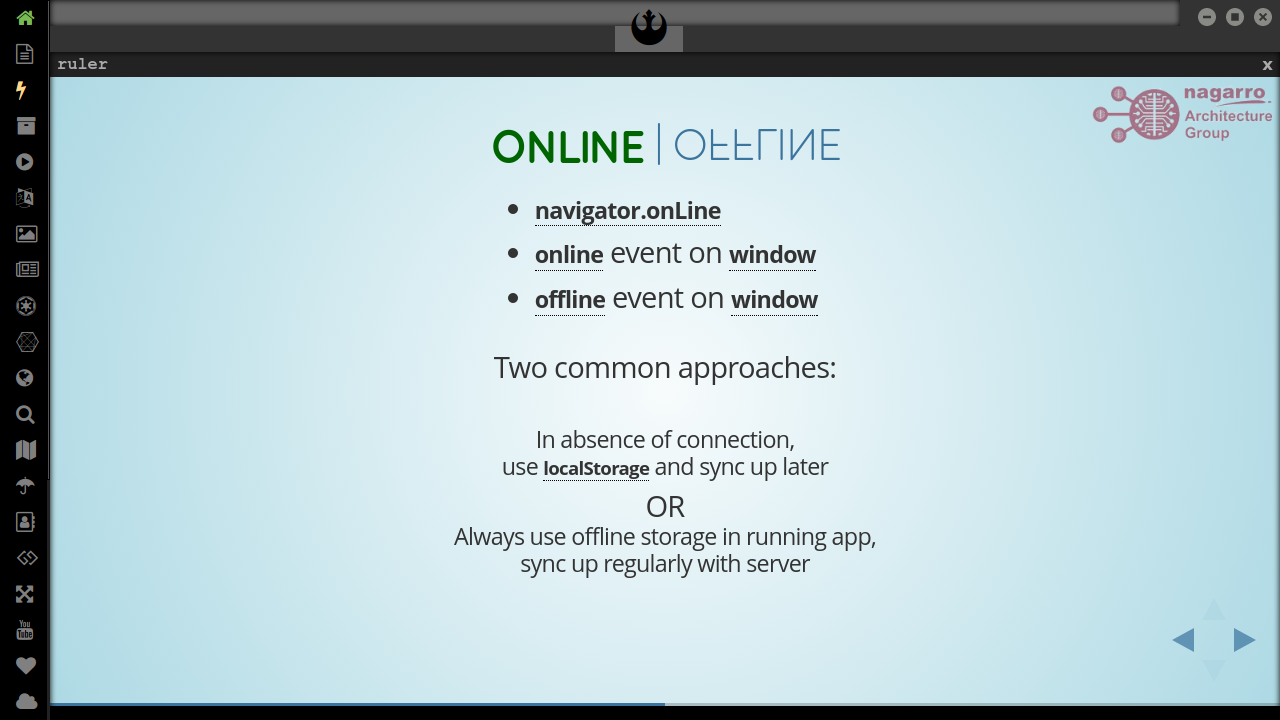 ruler
x
nagarro
Architecture
Group
ONLINE | OFFLINE
navigator.onLine
online event on window
offline event on window
Two common approaches:
In absence of connection,
use localStorage and sync up later
OR
Always use offline storage in running app,
sync up regularly with server
You
Tube